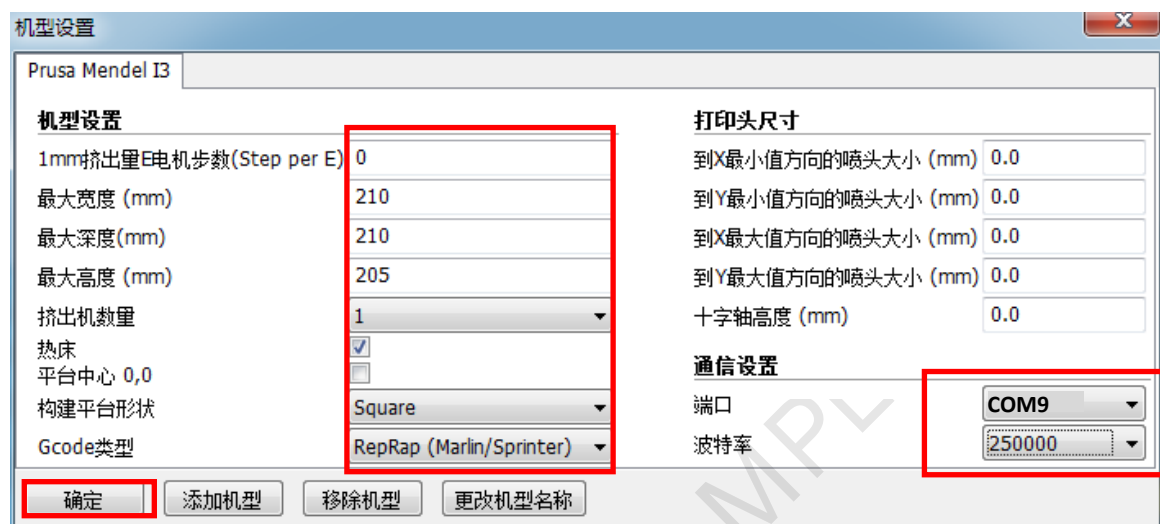 机型设置
Prusa Mendel I3
机型设置
1mm挤出量E电机步数(Step per E) 0
最大宽度 (mm) 210
最大深度(mm) 210
最大高度 (mm) 205
挤出机数量 1
热床
平台中心 0,0
构建平台形状 Square
Gcode类型 RepRap (Marlin/Sprinter)
打印头尺寸
到X最小值方向的喷头大小 (mm) 0.0
到Y最小值方向的喷头大小 (mm) 0.0
到X最大值方向的喷头大小 (mm) 0.0
到Y最大值方向的喷头大小 (mm) 0.0
十字轴高度 (mm) 0.0
通信设置
端口 COM9
波特率 250000
确定 添加机型 移除机型 更改机型名称